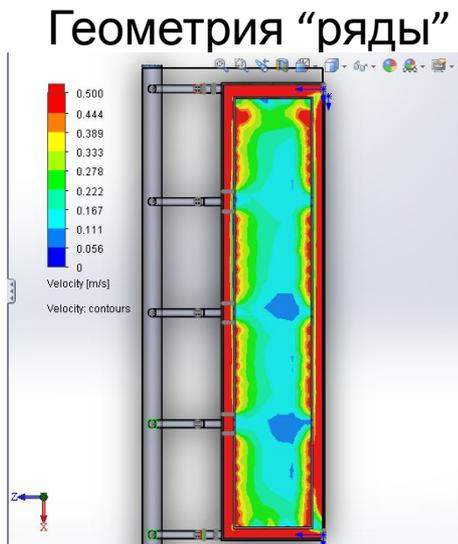 Геометрия “ряды”
0.500
0.444
0.389
0.333
0.278
0.222
0.167
0.111
0.056
0
Velocity [m/s]
Velocity: contours
Z
X